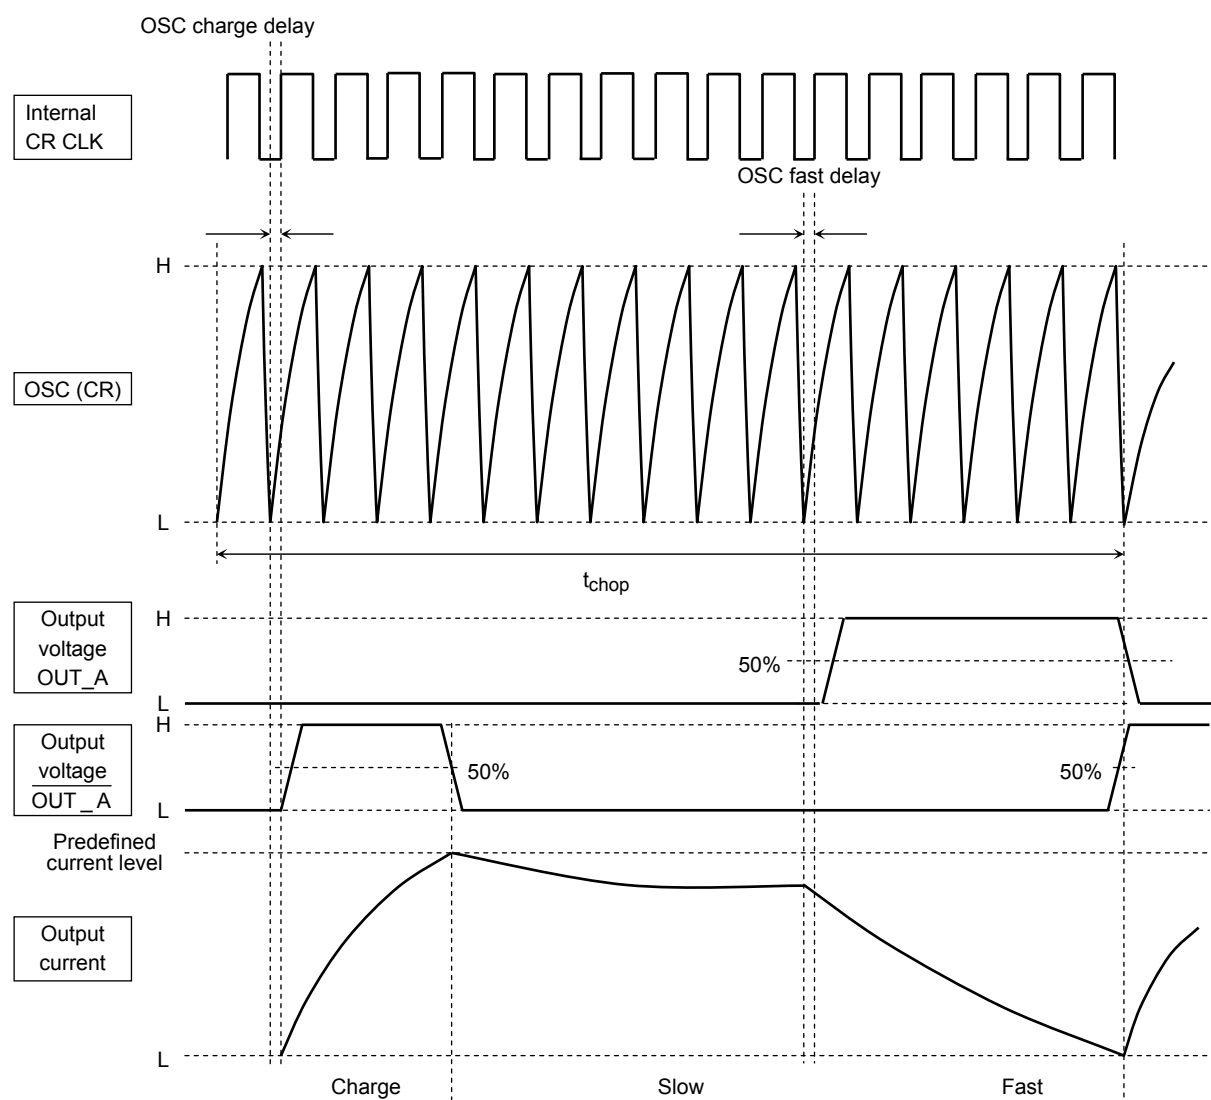 OSC charge delay
Internal
CR CLK
OSC fast delay
H
OSC (CR)
L
tchop
Output
voltage
OUT_A
H
50%
L
H
Output
voltage
OUT_A
50%
50%
L
Predefined
current level
Output
current
L
Charge
Slow
Fast